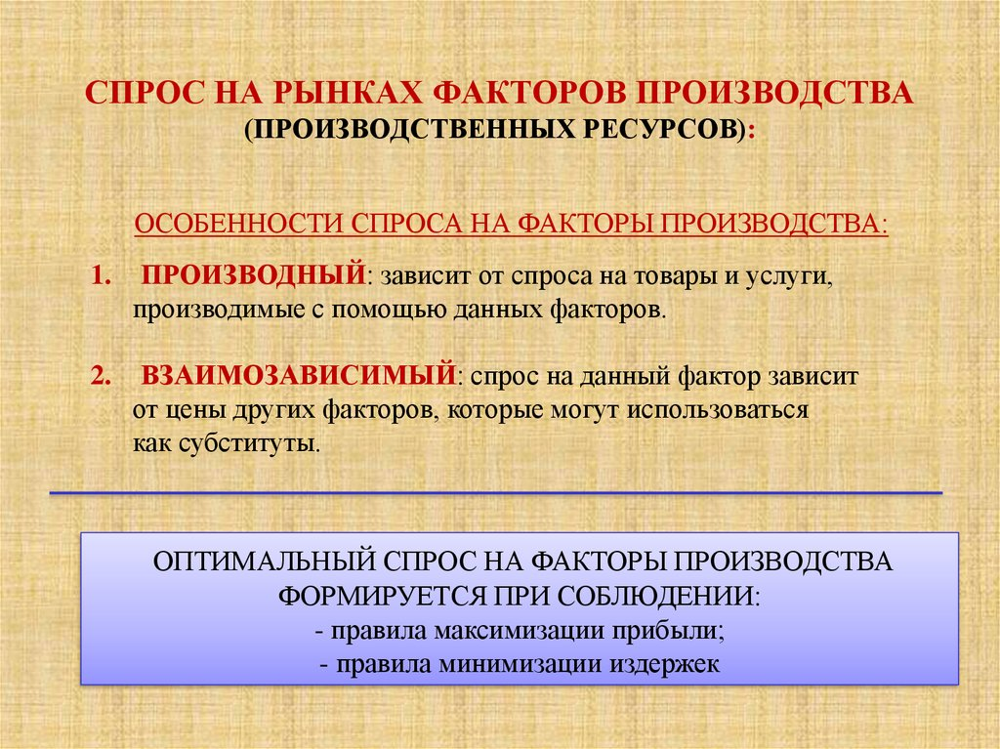 СПРОС НА РЫНКАХ ФАКТОРОВ ПРОИЗВОДСТВА
(ПРОИЗВОДСТВЕННЫХ РЕСУРСОВ):
ОСОБЕННОСТИ СПРОСА НА ФАКТОРЫ ПРОИЗВОДСТВА:
1. ПРОИЗВОДНЫЙ: зависит от спроса на товары и услуги,
производимые с помощью данных факторов.
2. ВЗАИМОЗАВИСИМЫЙ: спрос на данный фактор зависит
от цены других факторов, которые могут использоваться
как субституты.
ОПТИМАЛЬНЫЙ СПРОС НА ФАКТОРЫ ПРОИЗВОДСТВА
ФОРМИРУЕТСЯ ПРИ СОБЛЮДЕНИИ:
- правила максимизации прибыли;
- правила минимизации издержек